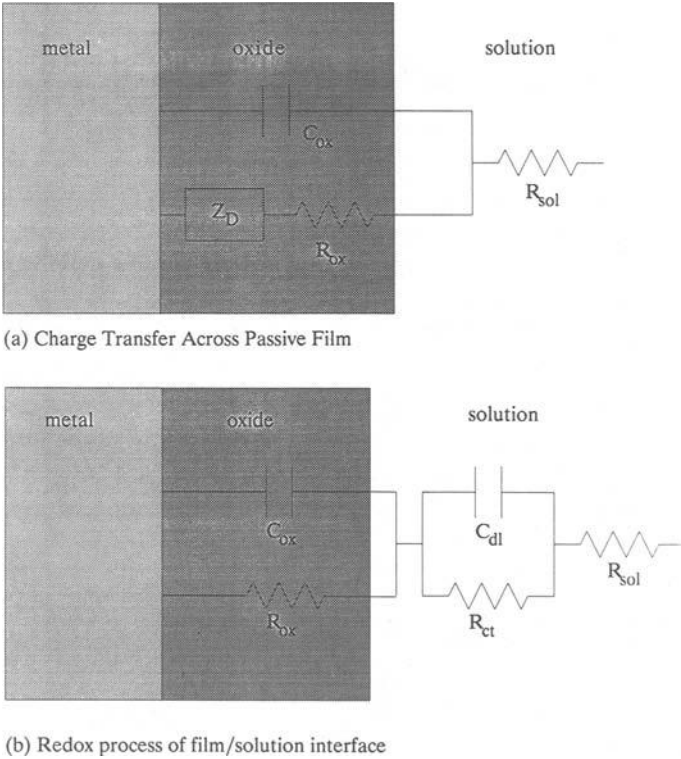 metal oxide solution
C_ox
Z_D
R_ox
R_sol
(a) Charge Transfer Across Passive Film
metal oxide solution
C_ox
C_dl
R_ox
R_ct
R_sol
(b) Redox process of film/solution interface